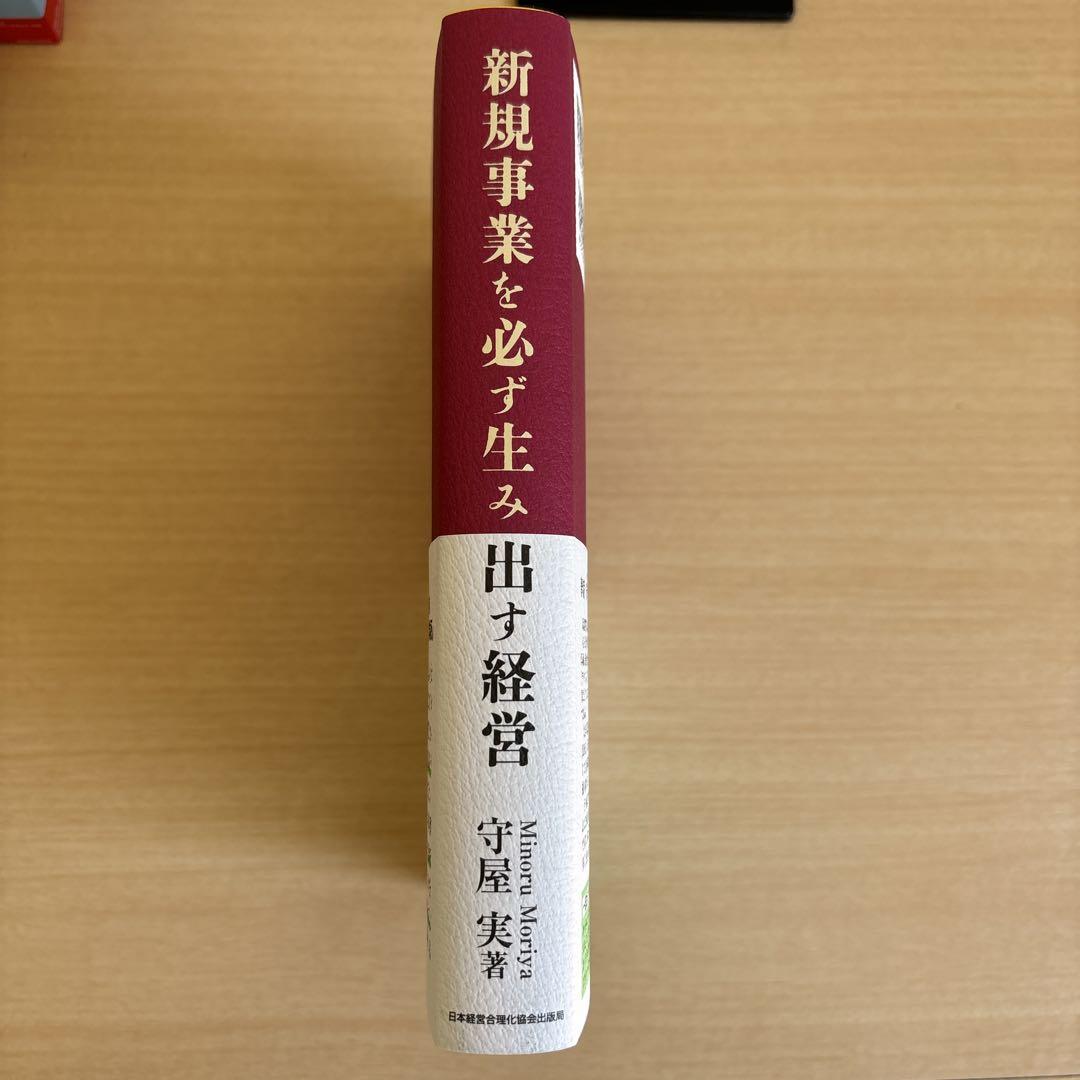 新規事業を必ず生み出す経営
守屋 実著
Minoru Moriya
日本経営合理化協会出版局